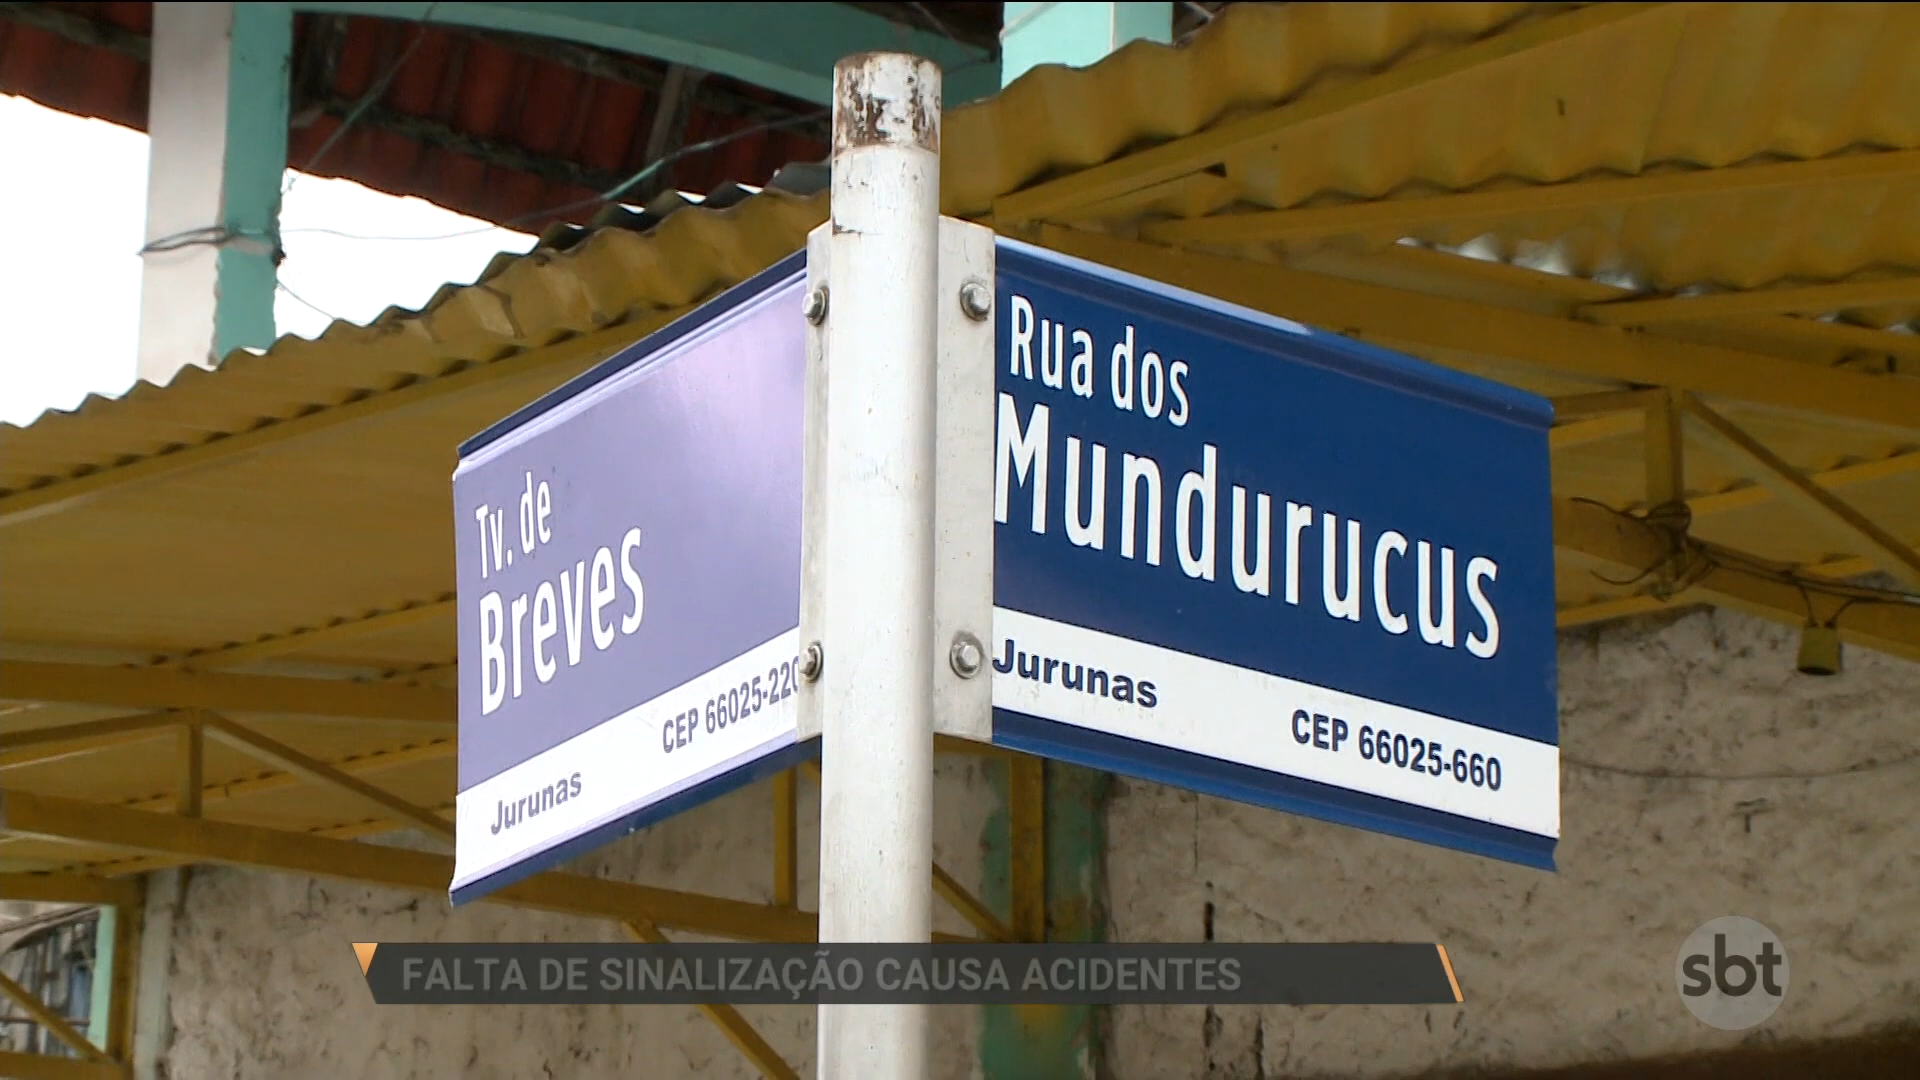 Tv. de
Breves
Jurunas
CEP 66025-220
Rua dos
Mundurucus
Jurunas
CEP 66025-660
FALTA DE SINALIZAÇÃO CAUSA ACIDENTES
sbt